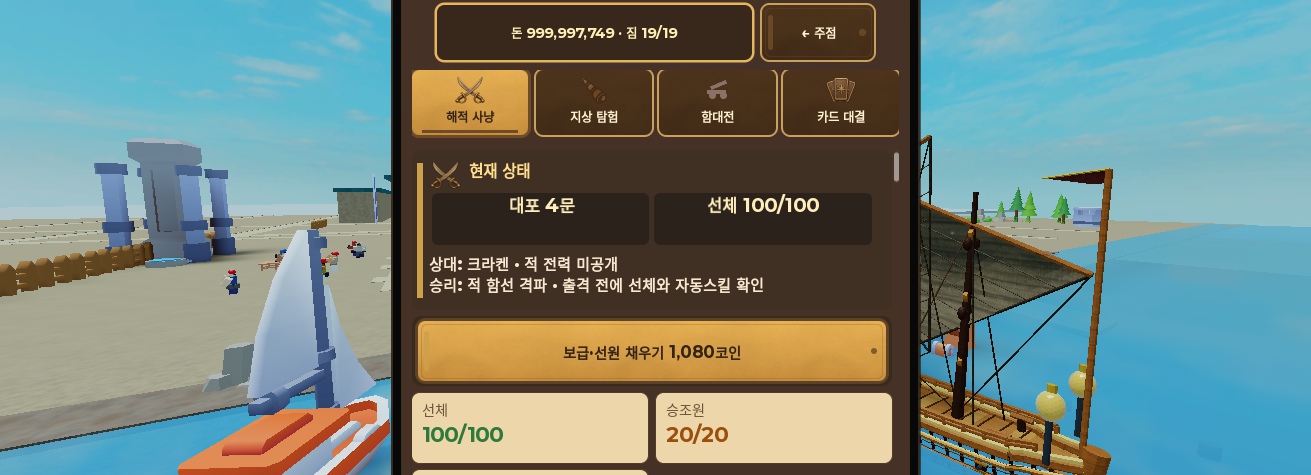 돈 999,997,749 · 짐 19/19
← 주점
해적 사냥
지상 탐험
함대전
카드 대결
현재 상태
대포 4문
선체 100/100
상대: 크라켄 • 적 전력 미공개
승리: 적 함선 격파 • 출격 전에 선체와 자동스킬 확인
보급·선원 채우기 1,080코인
선체
100/100
승조원
20/20